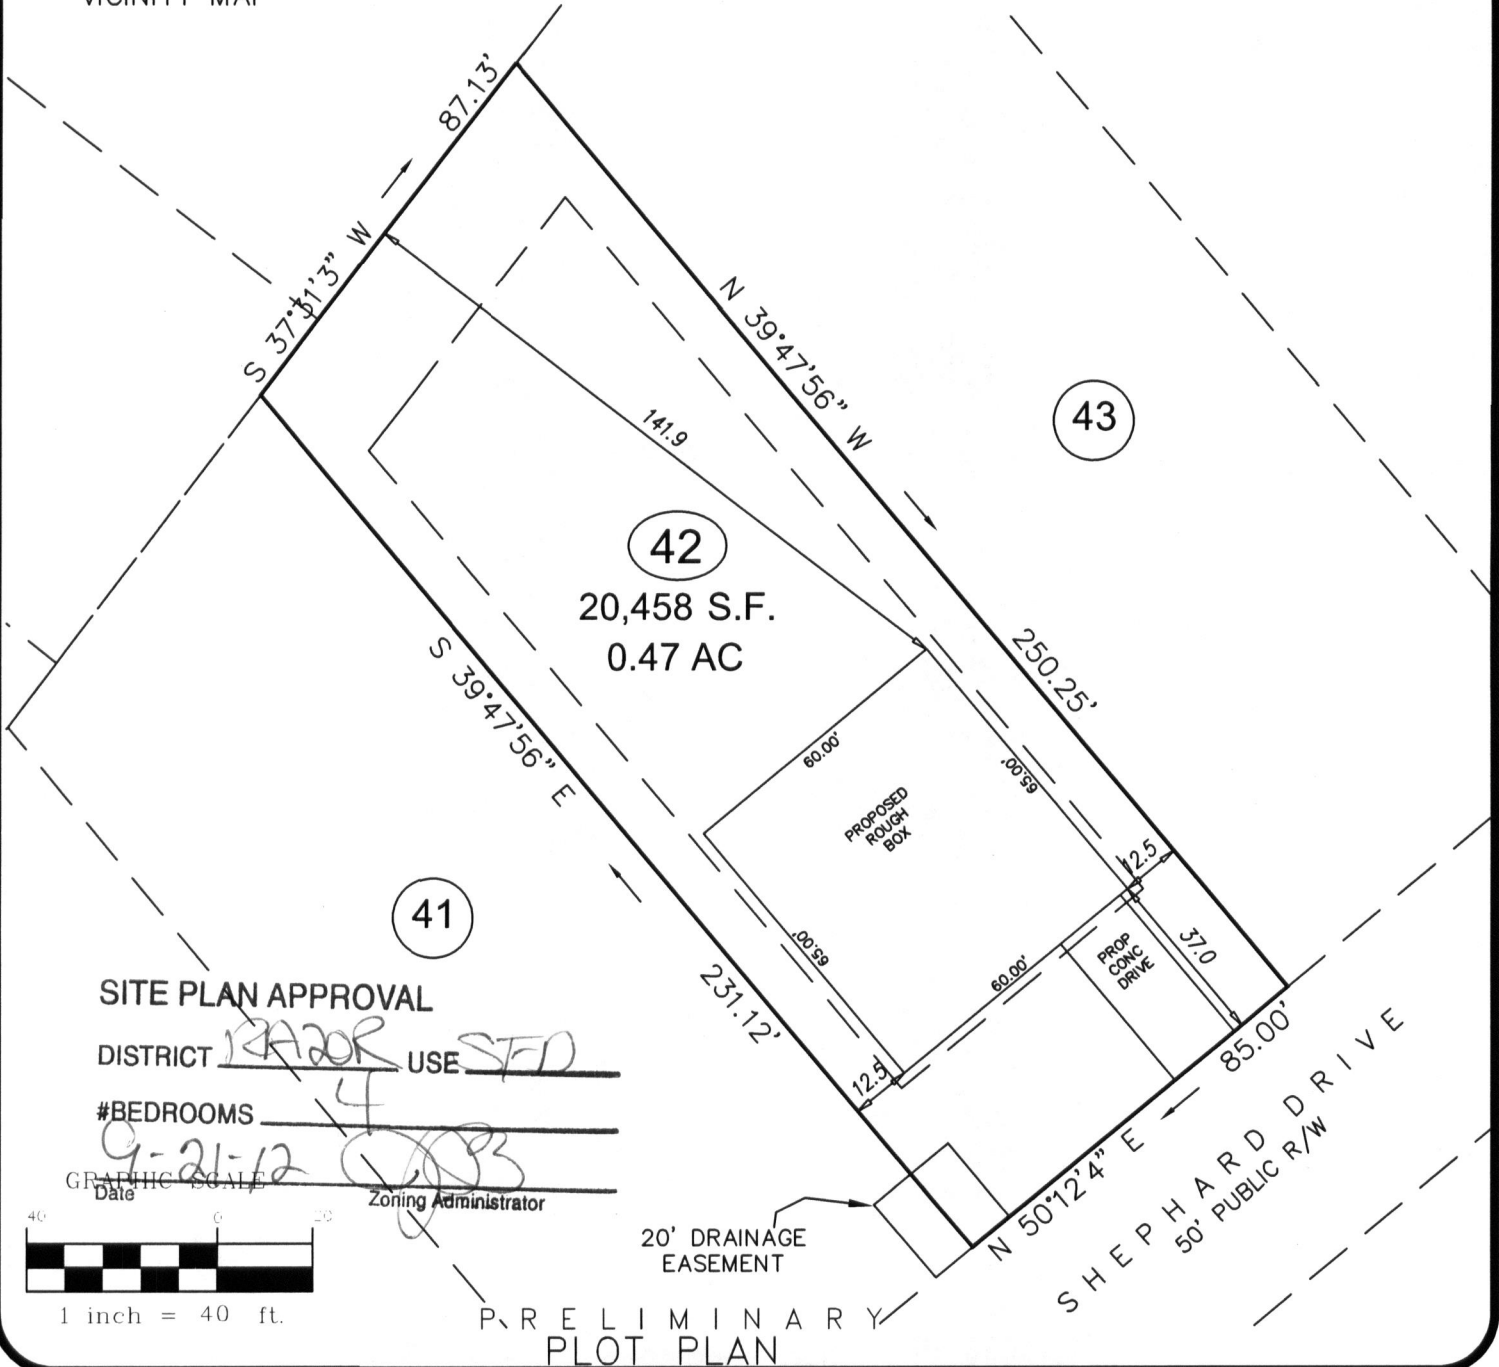 87.13'
S 37°31'3" W
N 39°47'56" W
43
141.9
42
20,458 S.F.
0.47 AC
250.25'
S 39°47'56" E
60.00'
65.00'
PROPOSED
ROUGH
BOX
12.5
41
65.00'
60.00'
PROP
CONC
DRIVE
37.0
231.12'
12.5
85.00'
N 50°12'4" E
SHEPHARD DRIVE
50' PUBLIC R/W
SITE PLAN APPROVAL
DISTRICT RA20R USE SFD
#BEDROOMS 4
9-21-12
GRAPHIC SCALE
Date Zoning Administrator
40 0 20
1 inch = 40 ft.
20' DRAINAGE
EASEMENT
PRELIMINARY
PLOT PLAN